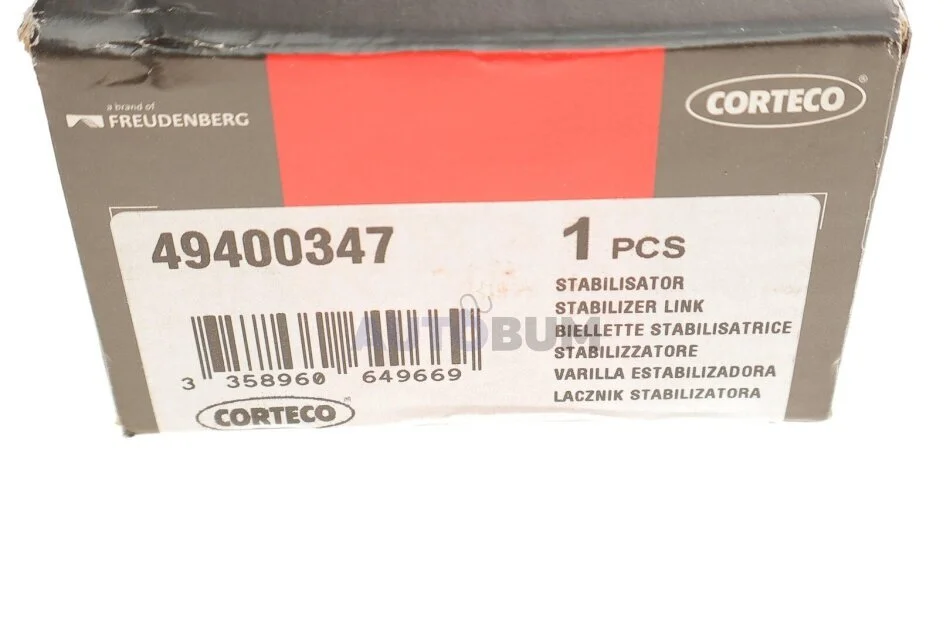 a brand of
FREUDENBERG
CORTECO®
49400347
1 PCS
STABILISATOR
STABILIZER LINK
BIELLETTE STABILISATRICE
STABILIZZATORE
VARILLA ESTABILIZADORA
LACZNIK STABILIZATORA
AUTOBUM
3 358960 649669
CORTECO®